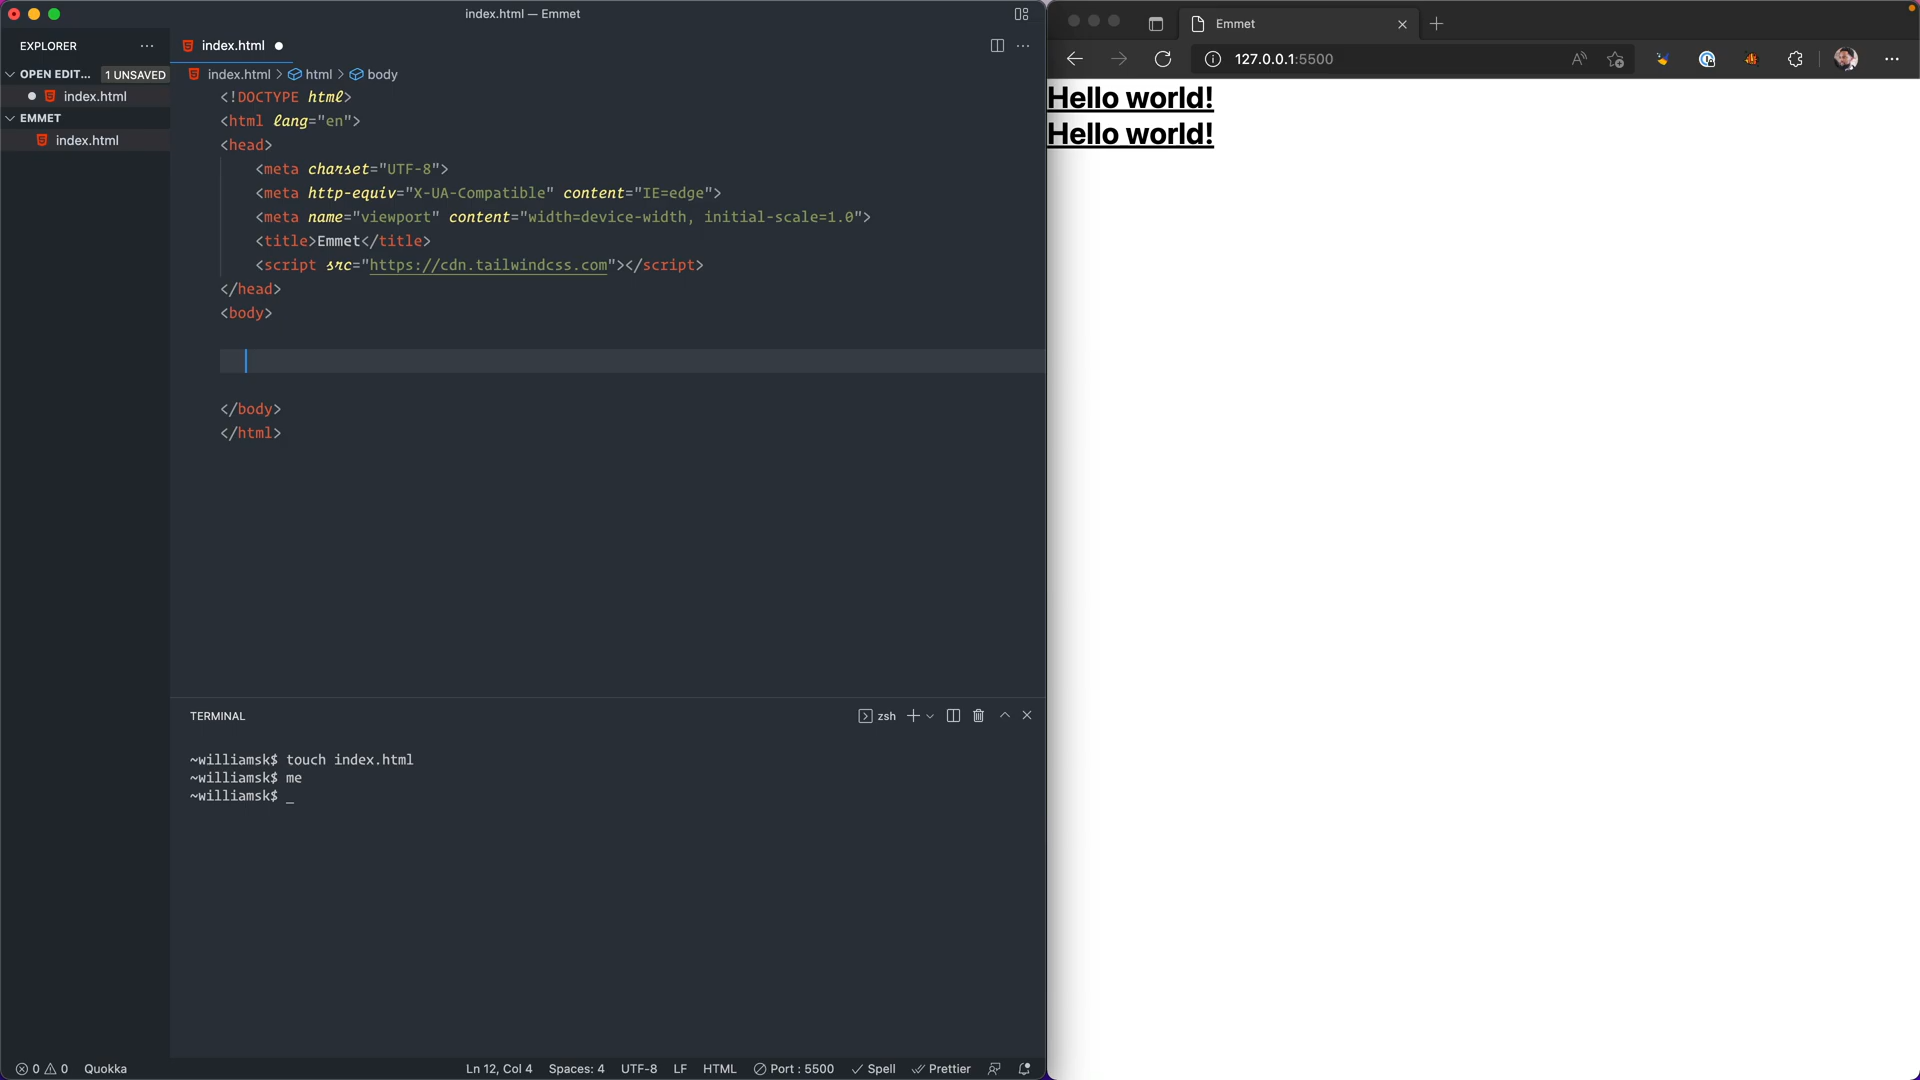 index.html — Emmet
EXPLORER
OPEN EDIT... 1 UNSAVED
index.html
EMMET
index.html
index.html
index.html > html > body
<!DOCTYPE html>
<html lang="en">
<head>
<meta charset="UTF-8">
<meta http-equiv="X-UA-Compatible" content="IE=edge">
<meta name="viewport" content="width=device-width, initial-scale=1.0">
<title>Emmet</title>
<script src="https://cdn.tailwindcss.com"></script>
</head>
<body>
</body>
</html>
TERMINAL
zsh
~williamsk$ touch index.html
~williamsk$ me
~williamsk$ _
0 0 Quokka
Ln 12, Col 4 Spaces: 4 UTF-8 LF HTML Port : 5500 Spell Prettier
Emmet
127.0.0.1:5500
Hello world!
Hello world!